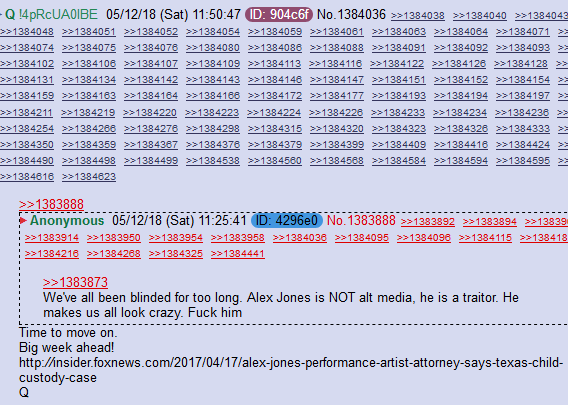 Q !4pRcUA0lBE 05/12/18 (Sat) 11:50:47 ID: 904c6f No.1384036 >>1384038 >>1384040 >>1384043
>>1384048 >>1384051 >>1384052 >>1384054 >>1384059 >>1384061 >>1384063 >>1384064 >>1384071
>>1384074 >>1384075 >>1384076 >>1384080 >>1384086 >>1384088 >>1384091 >>1384092 >>1384093
>>1384102 >>1384106 >>1384109 >>1384113 >>1384116 >>1384122 >>1384126 >>1384128
>>1384131 >>1384134 >>1384142 >>1384143 >>1384146 >>1384147 >>1384151 >>1384152 >>1384154
>>1384159 >>1384163 >>1384164 >>1384166 >>1384172 >>1384177 >>1384193 >>1384194 >>1384197
>>1384211 >>1384219 >>1384220 >>1384223 >>1384224 >>1384226 >>1384233 >>1384234 >>1384236
>>1384254 >>1384266 >>1384276 >>1384298 >>1384315 >>1384320 >>1384323 >>1384326 >>1384333
>>1384350 >>1384359 >>1384367 >>1384376 >>1384379 >>1384399 >>1384409 >>1384416 >>1384424
>>1384490 >>1384498 >>1384499 >>1384538 >>1384560 >>1384568 >>1384584 >>1384594 >>1384595
>>1384616 >>1384623
>>1383888
Anonymous 05/12/18 (Sat) 11:25:41 ID: 4296e0 No.1383888 >>1383892 >>1383894
>>1383914 >>1383950 >>1383954 >>1383958 >>1384036 >>1384095 >>1384096 >>1384115
>>1384216 >>1384268 >>1384325 >>1384441
>>1383873
We've all been blinded for too long. Alex Jones is NOT alt media, he is a traitor. He
makes us all look crazy. Fuck him
Time to move on.
Big week ahead!
http://insider.foxnews.com/2017/04/17/alex-jones-performance-artist-attorney-says-texas-child-
custody-case
Q